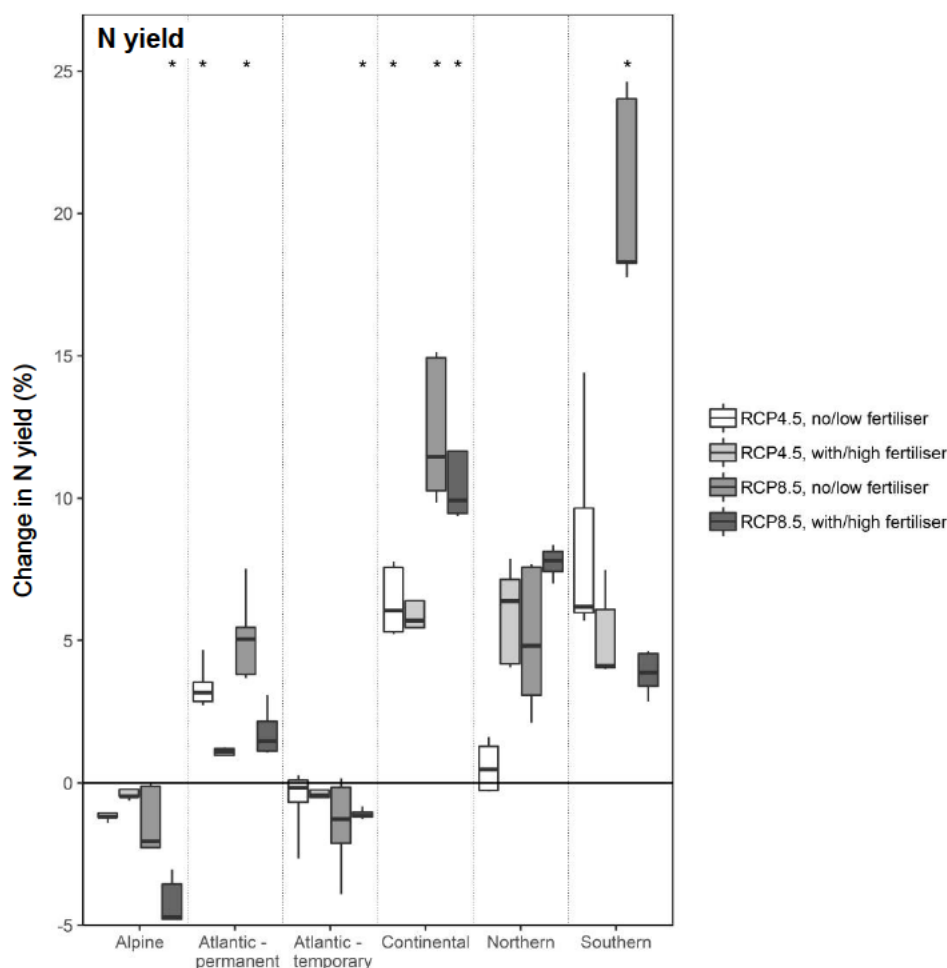 N yield
* * * * * * * *
25
20
15
10
5
0
-5
Change in N yield (%)
Alpine
Atlantic -
permanent
Atlantic -
temporary
Continental
Northern
Southern
RCP4.5, no/low fertiliser
RCP4.5, with/high fertiliser
RCP8.5, no/low fertiliser
RCP8.5, with/high fertiliser